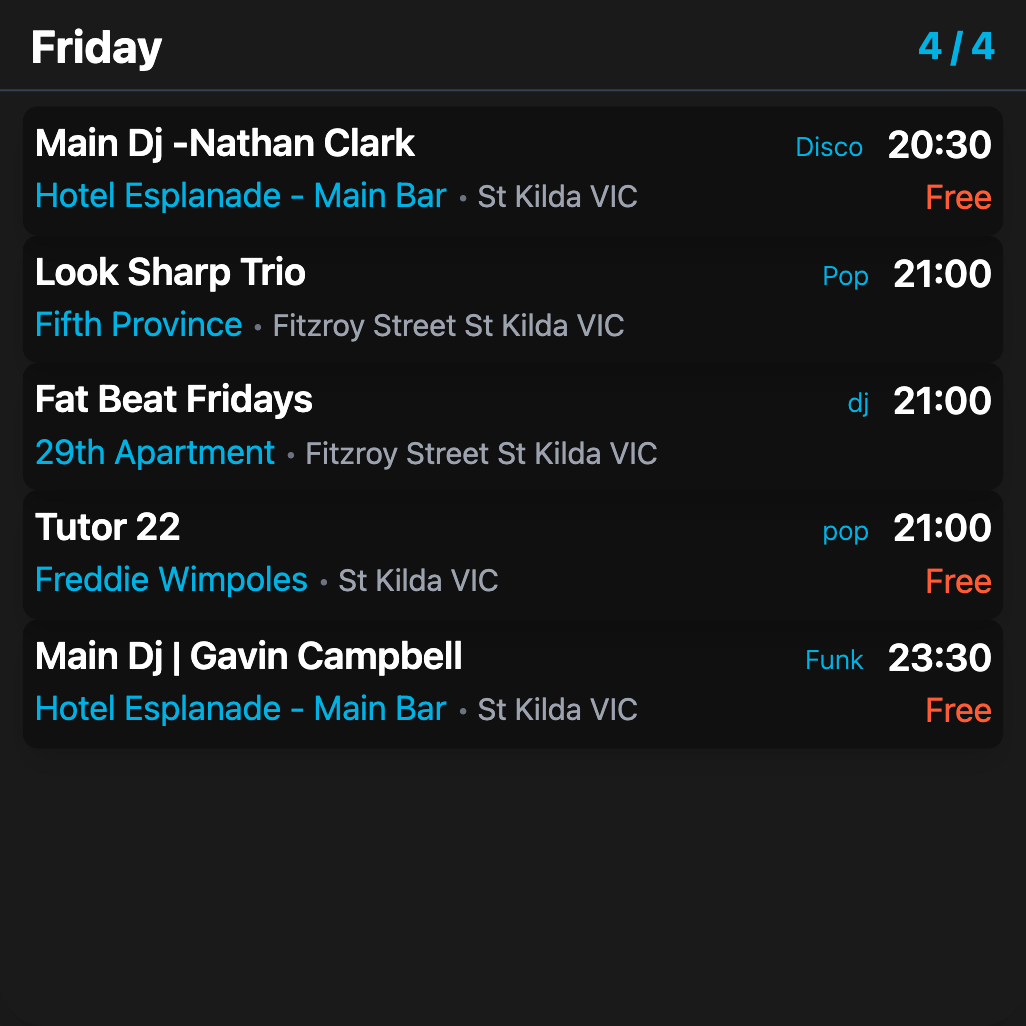 Friday 4 / 4
Main Dj -Nathan Clark Disco 20:30
Hotel Esplanade - Main Bar • St Kilda VIC Free
Look Sharp Trio Pop 21:00
Fifth Province • Fitzroy Street St Kilda VIC
Fat Beat Fridays dj 21:00
29th Apartment • Fitzroy Street St Kilda VIC
Tutor 22 pop 21:00
Freddie Wimpoles • St Kilda VIC Free
Main Dj | Gavin Campbell Funk 23:30
Hotel Esplanade - Main Bar • St Kilda VIC Free